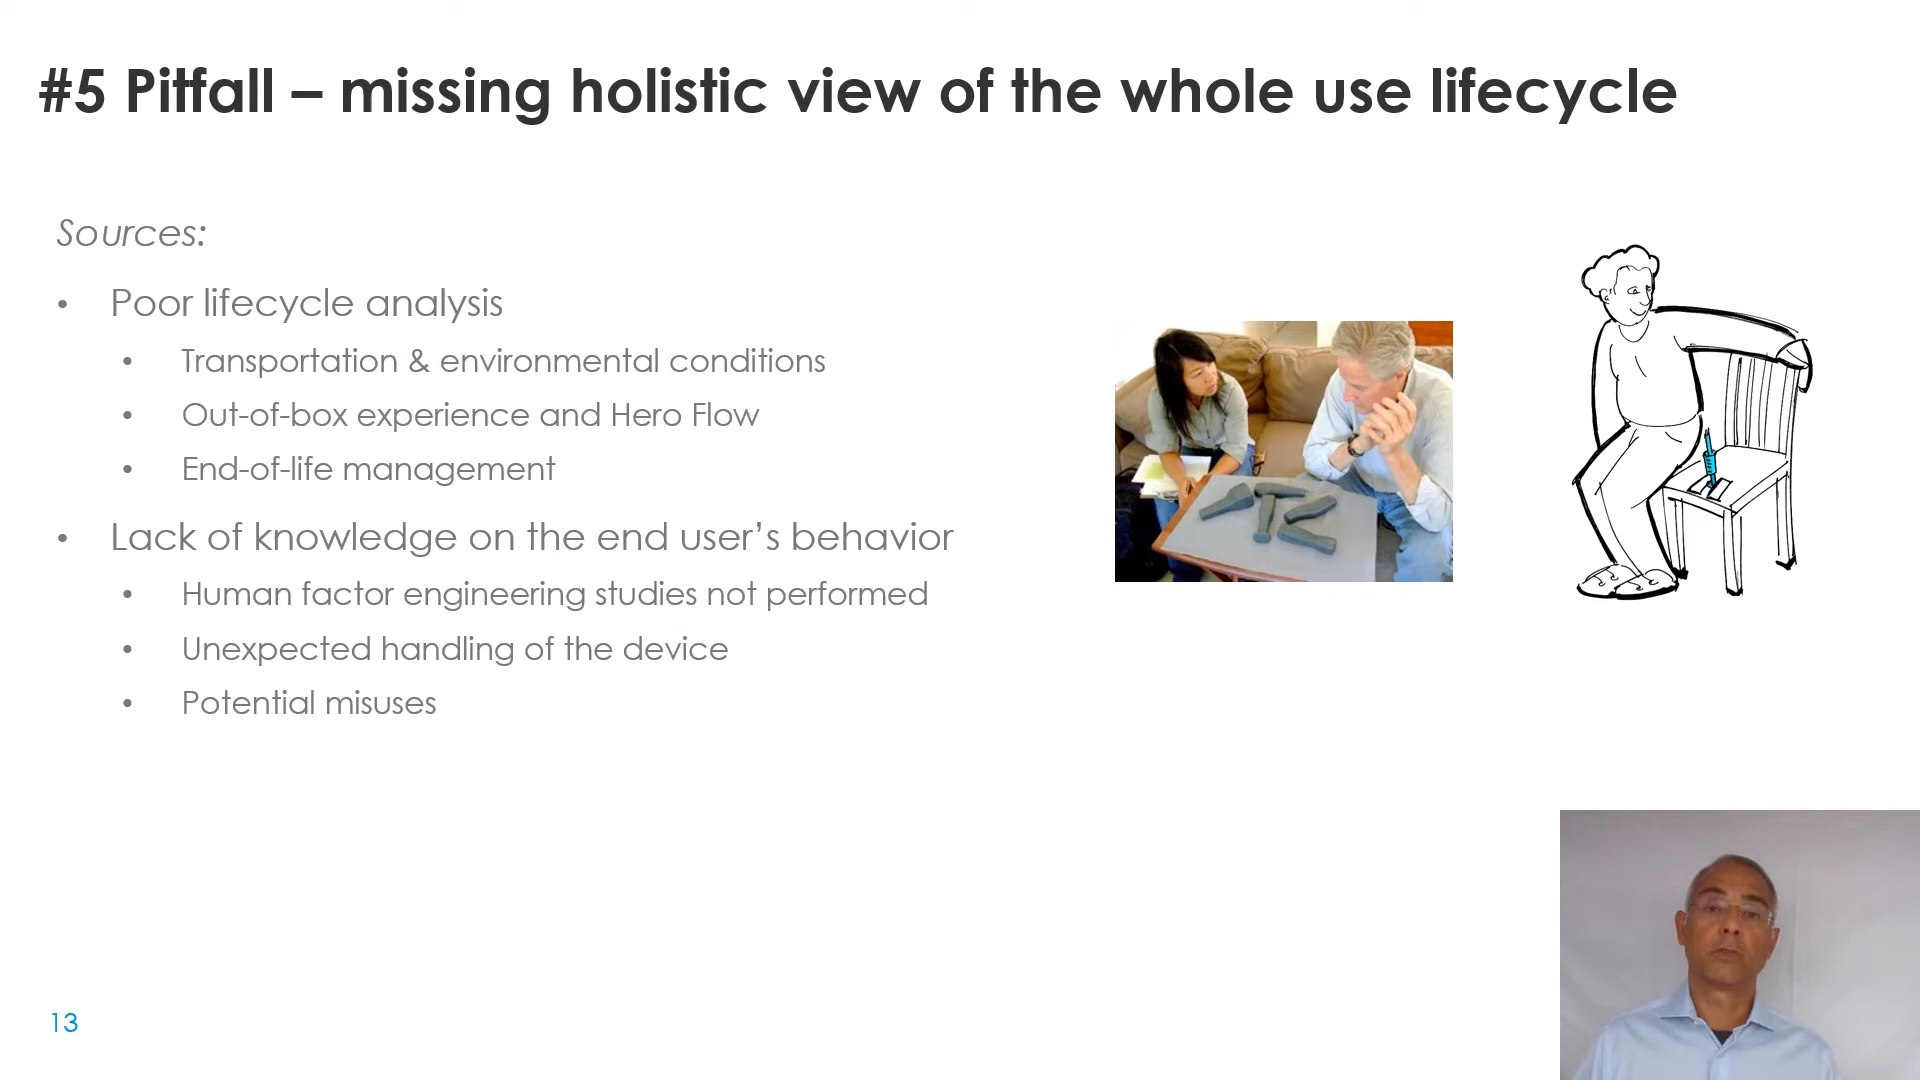 #5 Pitfall – missing holistic view of the whole use lifecycle
Sources:
• Poor lifecycle analysis
• Transportation & environmental conditions
• Out-of-box experience and Hero Flow
• End-of-life management
• Lack of knowledge on the end user’s behavior
• Human factor engineering studies not performed
• Unexpected handling of the device
• Potential misuses
13